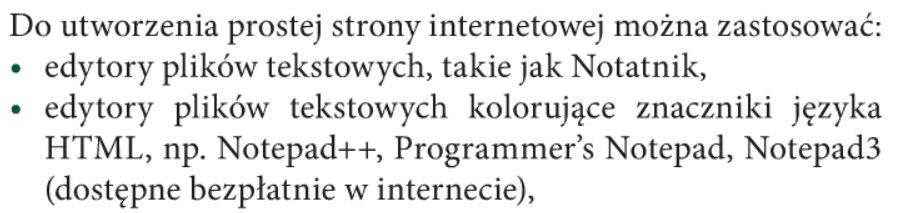 Do utworzenia prostej strony internetowej można zastosować:
• edytory plików tekstowych, takie jak Notatnik,
• edytory plików tekstowych kolorujące znaczniki języka
HTML, np. Notepad++, Programmer’s Notepad, Notepad3
(dostępne bezpłatnie w internecie),